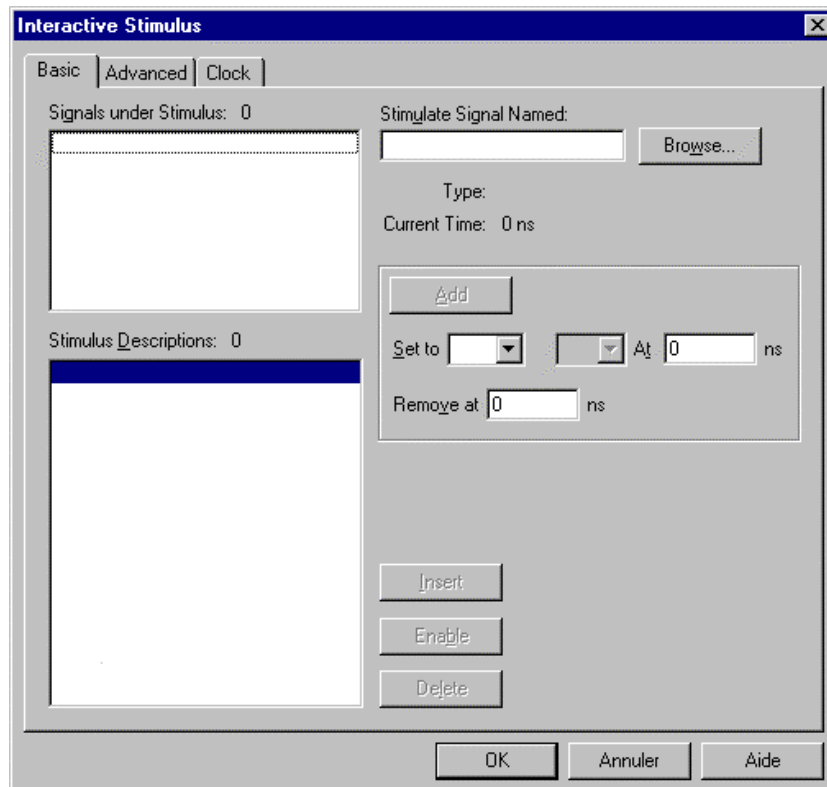 Interactive Stimulus
Basic Advanced Clock
Signals under Stimulus: 0
Stimulate Signal Named:
Browse...
Type:
Current Time: 0 ns
Add
Stimulus Descriptions: 0
Set to At 0 ns
Remove at 0 ns
Insert
Enable
Delete
OK Annuler Aide